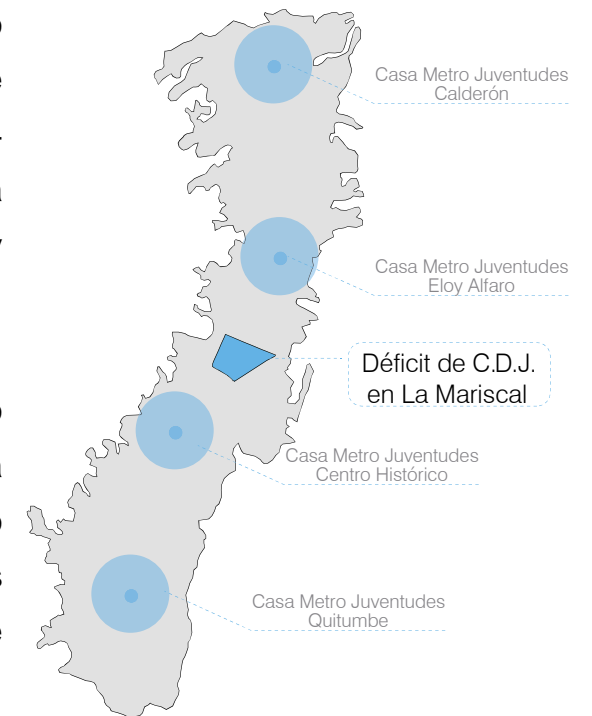 Casa Metro Juventudes
Calderón
Casa Metro Juventudes
Eloy Alfaro
Déficit de C.D.J.
en La Mariscal
Casa Metro Juventudes
Centro Histórico
Casa Metro Juventudes
Quitumbe